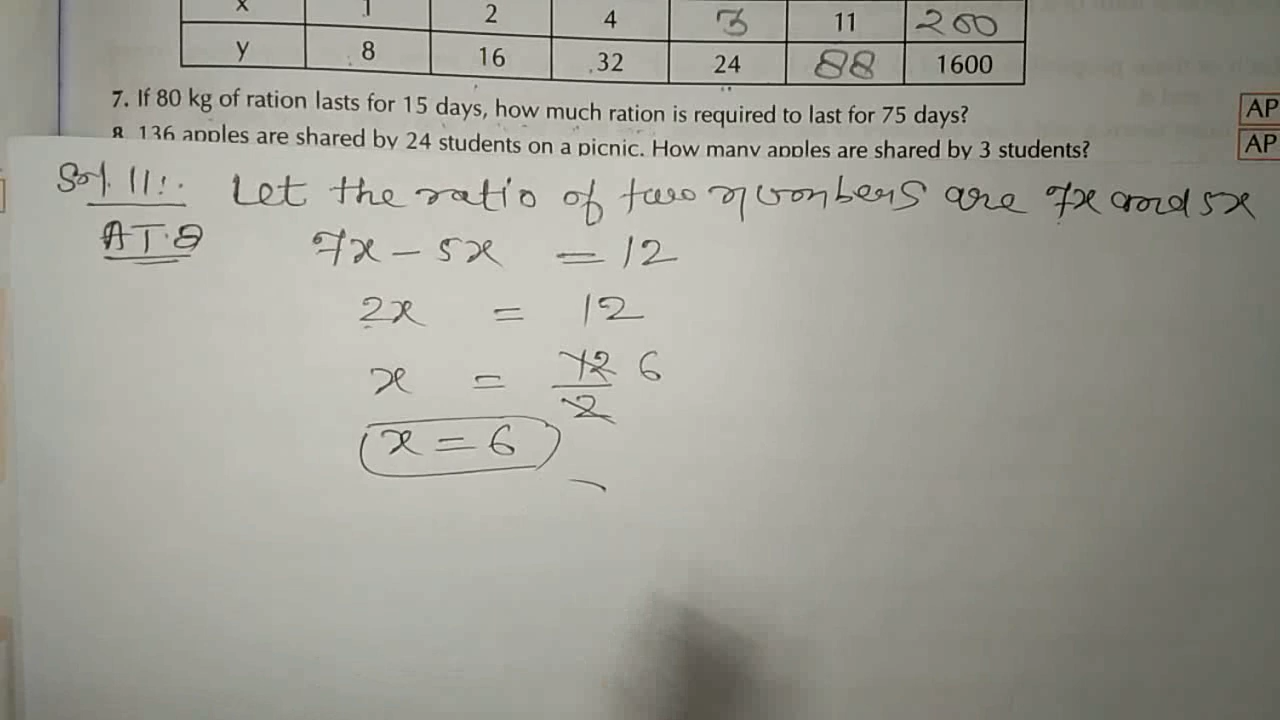 x 1 2 4 3 11 200
y 8 16 32 24 88 1600
7. If 80 kg of ration lasts for 15 days, how much ration is required to last for 75 days?
AP
8. 136 apples are shared by 24 students on a picnic. How many apples are shared by 3 students?
AP
Sol. 11:. Let the ratio of two numbers are 7x and 5x
A.T.Q 7x - 5x = 12
2x = 12
x = 12/2 6
x = 6